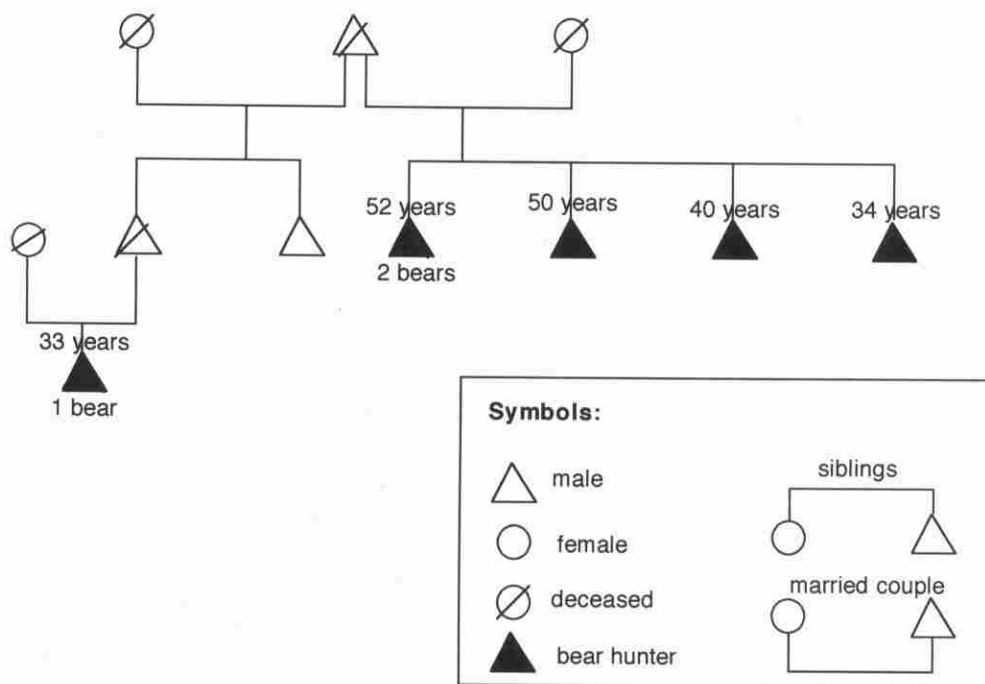 52 years
50 years
40 years
34 years
2 bears
33 years
1 bear
Symbols:
male
female
deceased
bear hunter
siblings
married couple